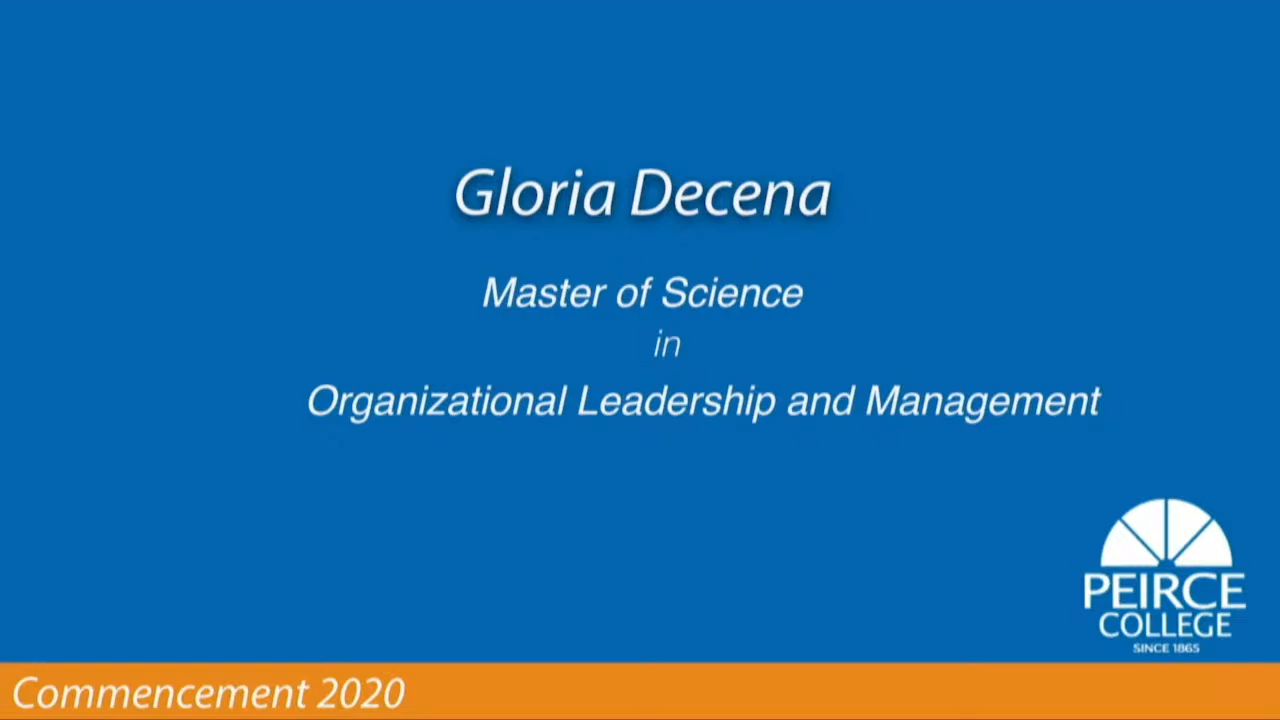 Gloria Decena
Master of Science
in
Organizational Leadership and Management
PEIRCE
COLLEGE
SINCE 1865
Commencement 2020